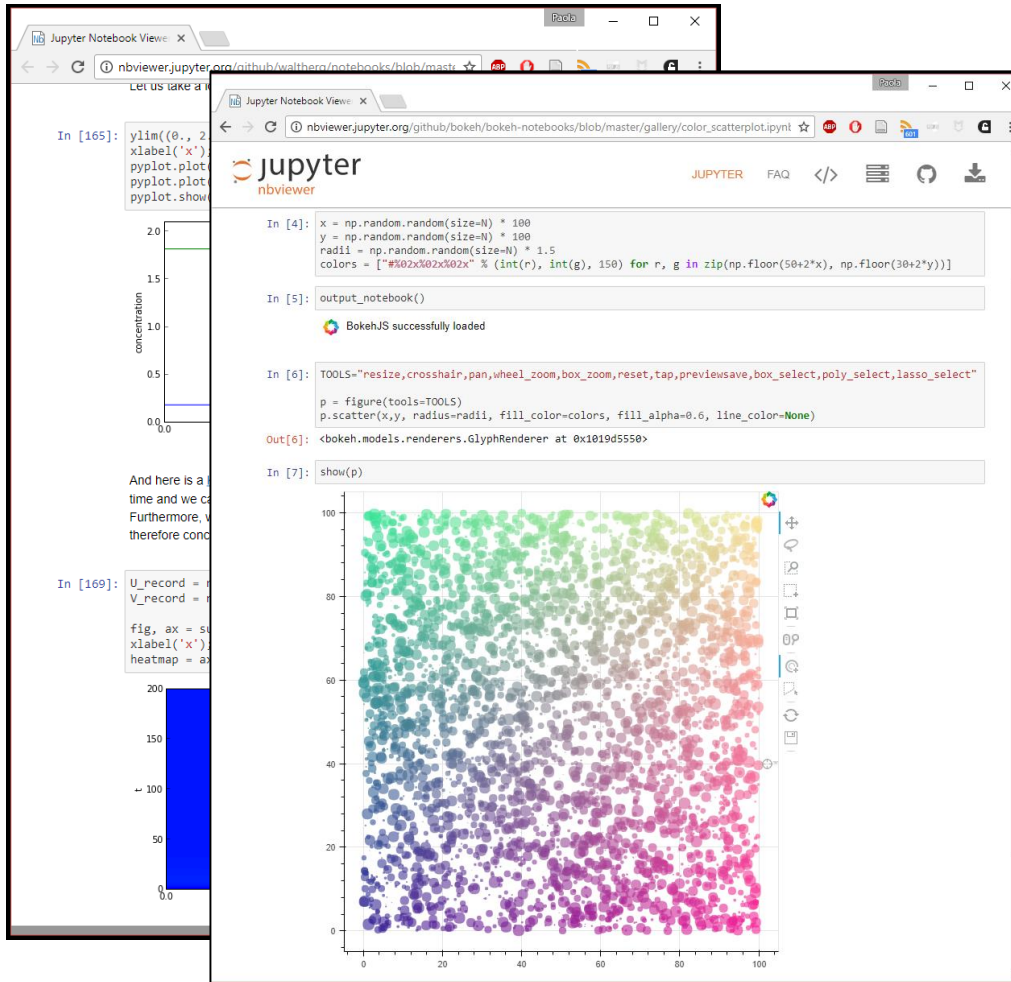 Paola
Jupyter Notebook Viewe
nbviewer.jupyter.org/github/waltherg/notebooks/blob/maste
Let us take a
In [165]:
ylim((0., 2.
xlabel('x');
pyplot.plot(
pyplot.plot(
pyplot.show(
2.0
1.5
1.0
0.5
0.0
0.0
concentration
And here is a
time and we ca
Furthermore, w
therefore conc
In [169]:
U_record = n
V_record = n
fig, ax = su
xlabel('x');
heatmap = ax
200
150
100
50
0
0.0
t
Paola
Jupyter Notebook Viewe
nbviewer.jupyter.org/github/bokeh/bokeh-notebooks/blob/master/gallery/color_scatterplot.ipynb
ABP
601
jupyter
nbviewer
JUPYTER FAQ </>
In [4]:
x = np.random.random(size=N) * 100
y = np.random.random(size=N) * 100
radii = np.random.random(size=N) * 1.5
colors = ["#%02x%02x%02x" % (int(r), int(g), 150) for r, g in zip(np.floor(50+2*x), np.floor(30+2*y))]
In [5]:
output_notebook()
BokehJS successfully loaded
In [6]:
TOOLS="resize,crosshair,pan,wheel_zoom,box_zoom,reset,tap,previewsave,box_select,poly_select,lasso_select"
p = figure(tools=TOOLS)
p.scatter(x,y, radius=radii, fill_color=colors, fill_alpha=0.6, line_color=None)
Out[6]:
<bokeh.models.renderers.GlyphRenderer at 0x1019d5550>
In [7]:
show(p)
100
80
60
40
20
0
0 20 40 60 80 100